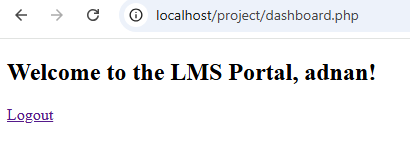 localhost/project/dashboard.php
Welcome to the LMS Portal, adnan!
Logout